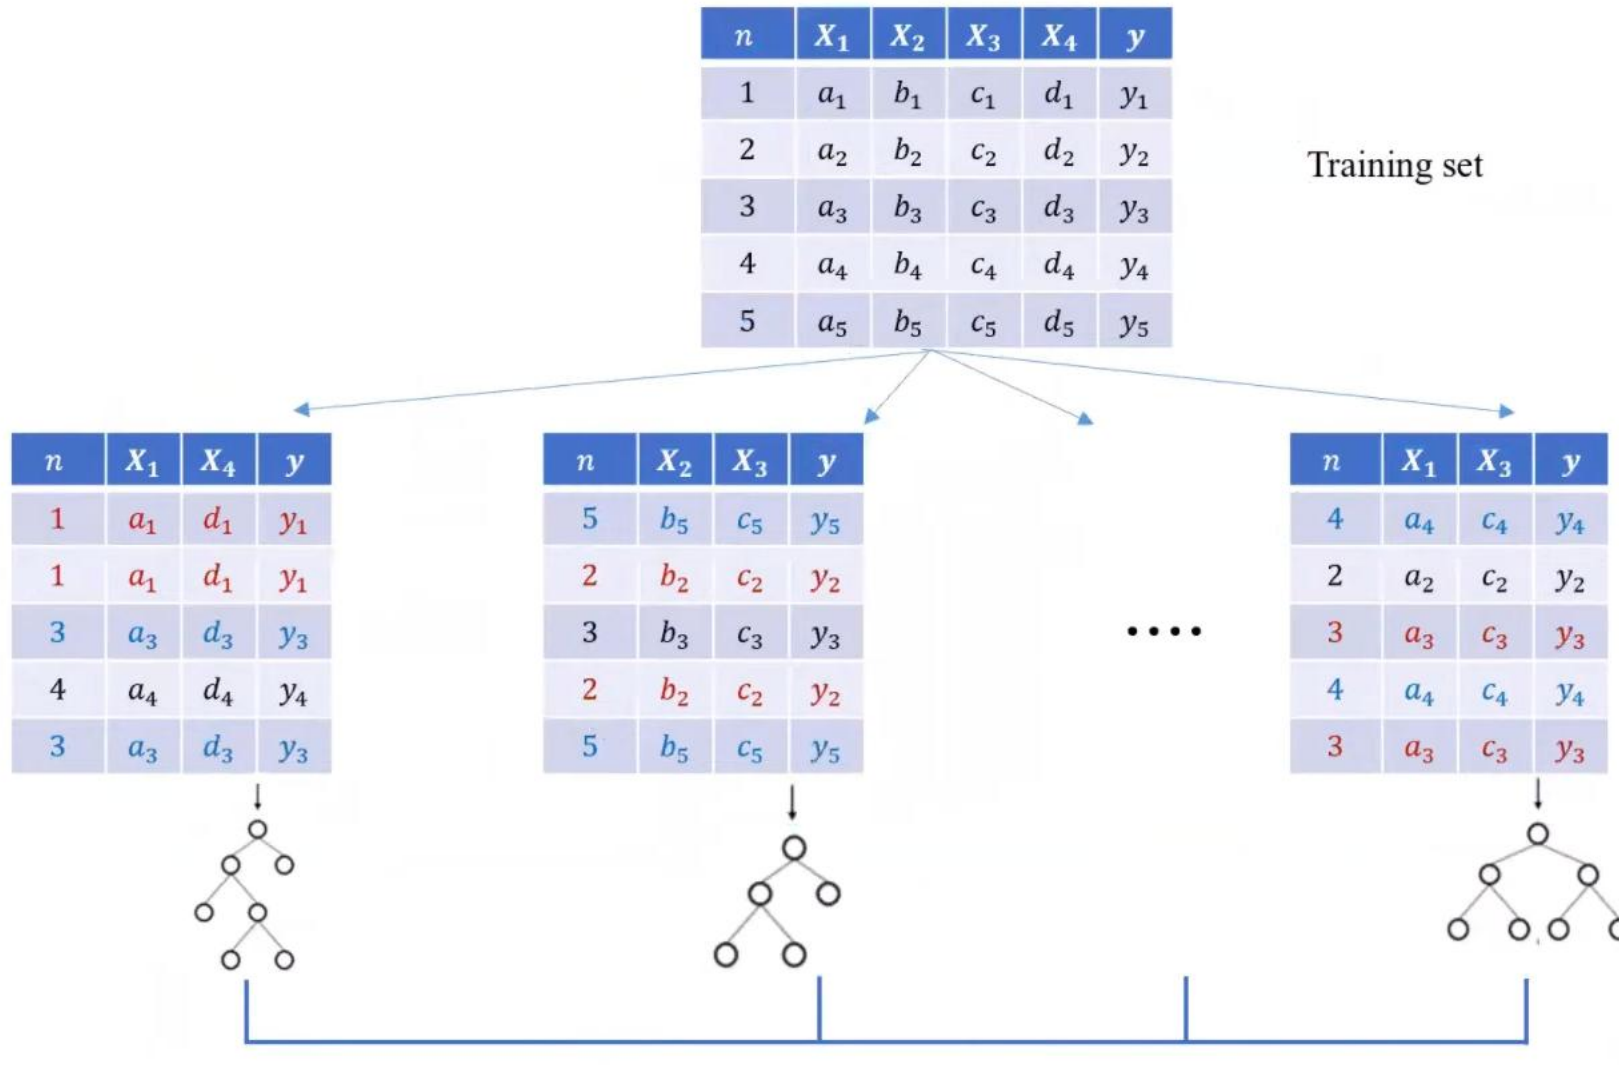 n X₁ X₂ X₃ X₄ y
1 a₁ b₁ c₁ d₁ y₁
2 a₂ b₂ c₂ d₂ y₂
3 a₃ b₃ c₃ d₃ y₃
4 a₄ b₄ c₄ d₄ y₄
5 a₅ b₅ c₅ d₅ y₅
Training set
n X₁ X₄ y
1 a₁ d₁ y₁
1 a₁ d₁ y₁
3 a₃ d₃ y₃
4 a₄ d₄ y₄
3 a₃ d₃ y₃
n X₂ X₃ y
5 b₅ c₅ y₅
2 b₂ c₂ y₂
3 b₃ c₃ y₃
2 b₂ c₂ y₂
5 b₅ c₅ y₅
....
n X₁ X₃ y
4 a₄ c₄ y₄
2 a₂ c₂ y₂
3 a₃ c₃ y₃
4 a₄ c₄ y₄
3 a₃ c₃ y₃